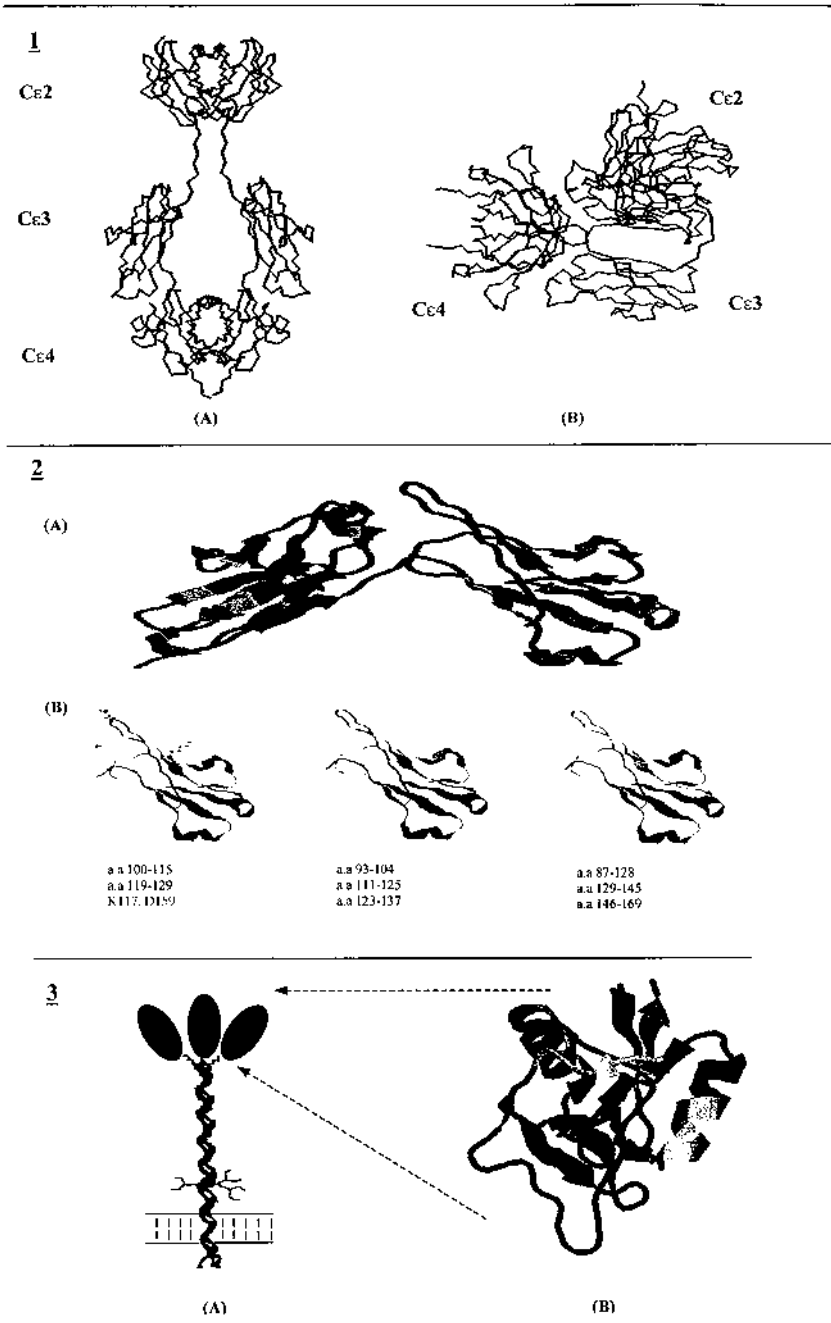 1
Cε2
Cε3
Cε4
(A)
Cε2
Cε4
Cε3
(B)
2
(A)
(B)
a.a 100-115
a.a 119-129
K117, D159
a.a 93-104
a.a 111-125
a.a 123-137
a.a 87-128
a.a 129-145
a.a 146-169
3
(A)
(B)